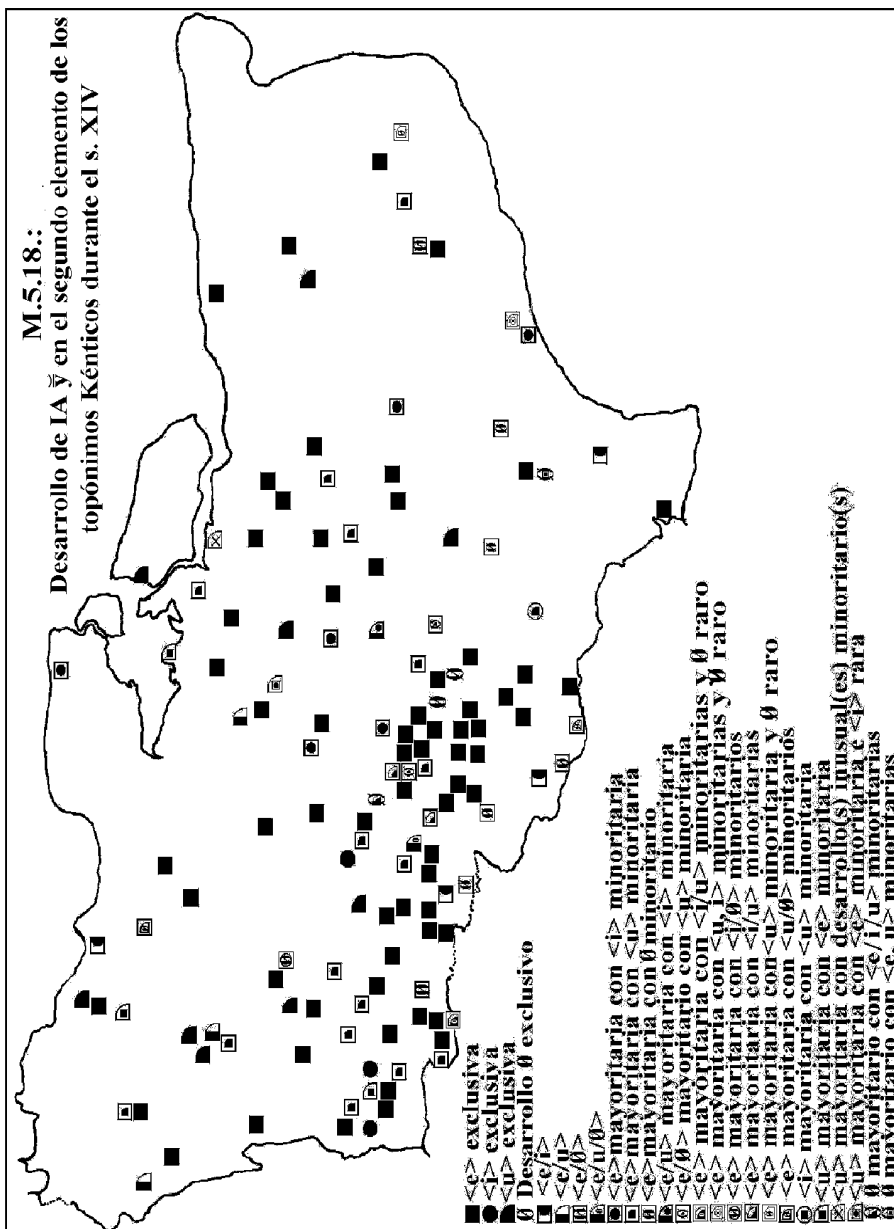 M.5.18.:
Desarrollo de IA y̆̄ en el segundo elemento de los
topónimos Kénticos durante el s. XIV
<e> exclusiva
<i> exclusiva
<u> exclusiva
Ø Desarrollo Ø exclusivo
<e/i>
<e/u>
<e/Ø>
<e/u/Ø>
<e> mayoritaria con <i> minoritaria
<e> mayoritaria con <u> minoritaria
<e> mayoritaria con Ø minoritario
<e/u> mayoritaria con <i> minoritaria
<e/Ø> mayoritario con <u> minoritaria
<e> mayoritaria con <i/u> minoritarias y Ø raro
<e> mayoritaria con <u, i> minoritarias y Ø raro
<e> mayoritaria con <i/Ø> minoritarios
<e> mayoritaria con <i/u> minoritarias
<e> mayoritaria con <u> minoritaria y Ø raro
<e> mayoritaria con <u/Ø> minoritarios
<i> mayoritaria con <u> minoritaria
<u> mayoritaria con <e> minoritaria
<u> mayoritaria con desarrollo(s) inusual(es) minoritario(s)
<u> mayoritaria con <e> minoritaria e <i> rara
Ø mayoritario con <e/i/u> minoritarias
Ø mayoritario con minoritarias